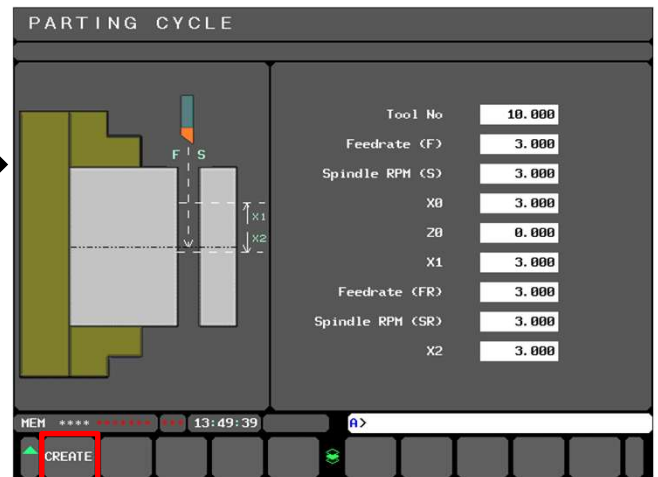 PARTING CYCLE
F S
X1
X2
Tool No 10.000
Feedrate (F) 3.000
Spindle RPM (S) 3.000
X0 3.000
Z0 0.000
X1 3.000
Feedrate (FR) 3.000
Spindle RPM (SR) 3.000
X2 3.000
MEM **** ******* *** 13:49:39 A>
CREATE